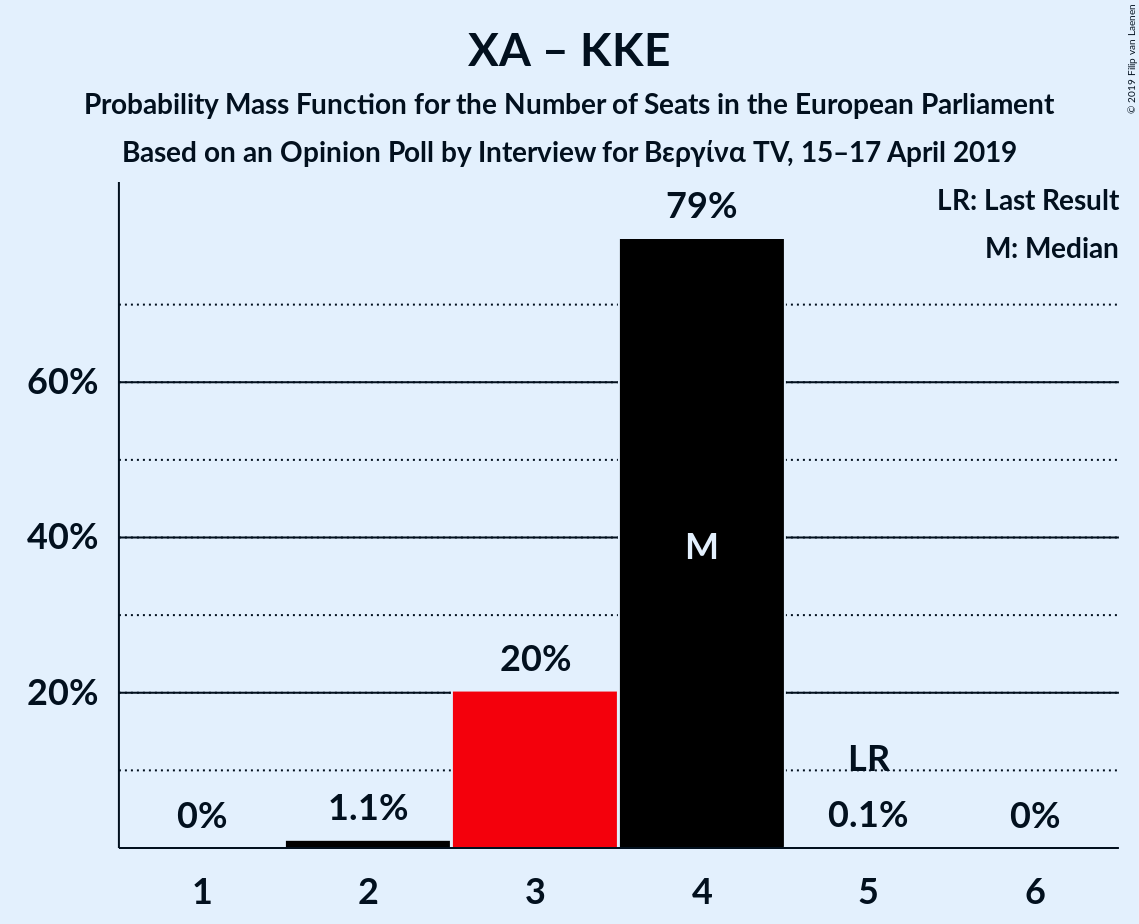 XA – KKE
Probability Mass Function for the Number of Seats in the European Parliament
Based on an Opinion Poll by Interview for Βεργίνα TV, 15–17 April 2019
© 2019 Filip van Laenen
LR: Last Result
M: Median
79%
60%
40%
M
20%
20%
LR
0%
1.1%
0.1%
0%
1
2
3
4
5
6